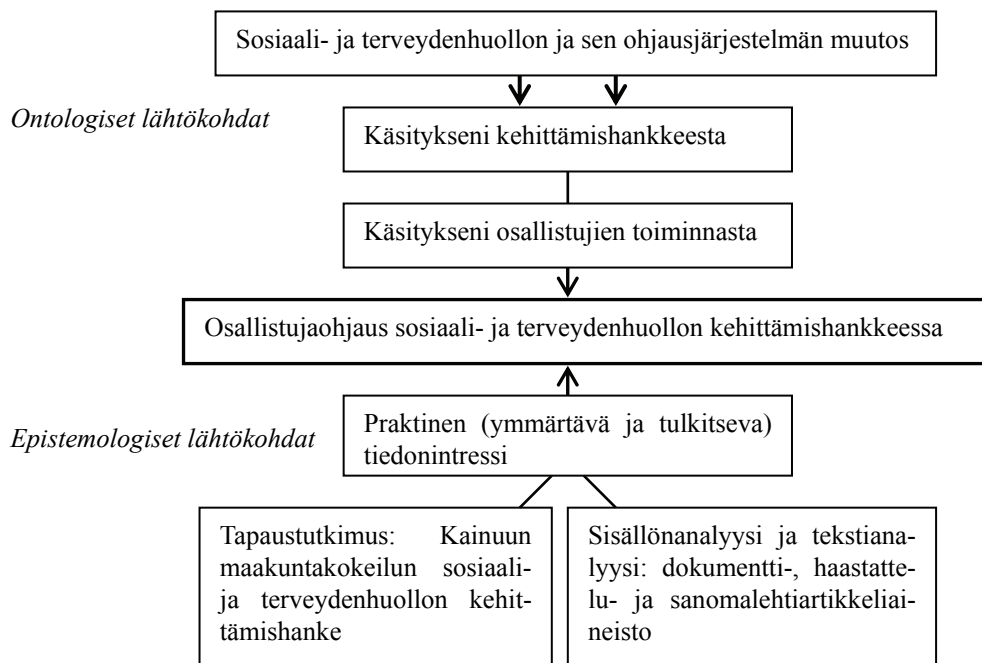 Sosiaali- ja terveydenhuollon ja sen ohjausjärjestelmän muutos
Ontologiset lähtökohdat
Käsitykseni kehittämishankkeesta
Käsitykseni osallistujien toiminnasta
Osallistujaohjaus sosiaali- ja terveydenhuollon kehittämishankkeessa
Epistemologiset lähtökohdat
Praktinen (ymmärtävä ja tulkitseva)
tiedonintressi
Tapaustutkimus: Kainuun
maakuntakokeilun sosiaali-
ja terveydenhuollon kehit-
tämishanke
Sisällönanalyysi ja tekstiana-
lyysi: dokumentti-, haastatte-
lu- ja sanomalehtiartikkeliai-
neisto